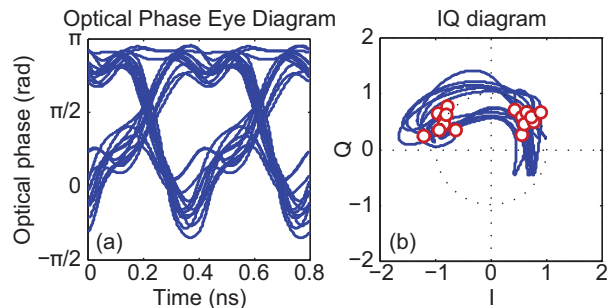 Optical Phase Eye Diagram
π
π/2
0
−π/2
Optical phase (rad)
(a)
0 0.2 0.4 0.6 0.8
Time (ns)
IQ diagram
2
1
0
−1
−2
Q
(b)
−2 −1 0 1 2
I